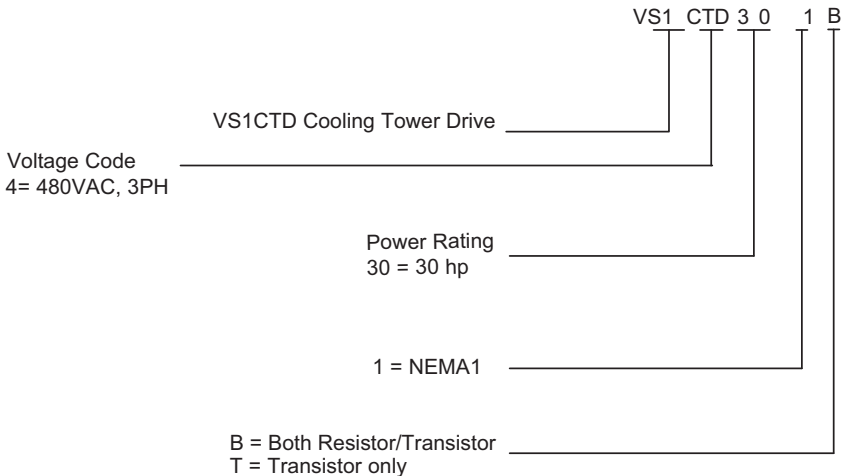 VS1 CTD 3 0 1 B
VS1CTD Cooling Tower Drive
Voltage Code
4= 480VAC, 3PH
Power Rating
30 = 30 hp
1 = NEMA1
B = Both Resistor/Transistor
T = Transistor only